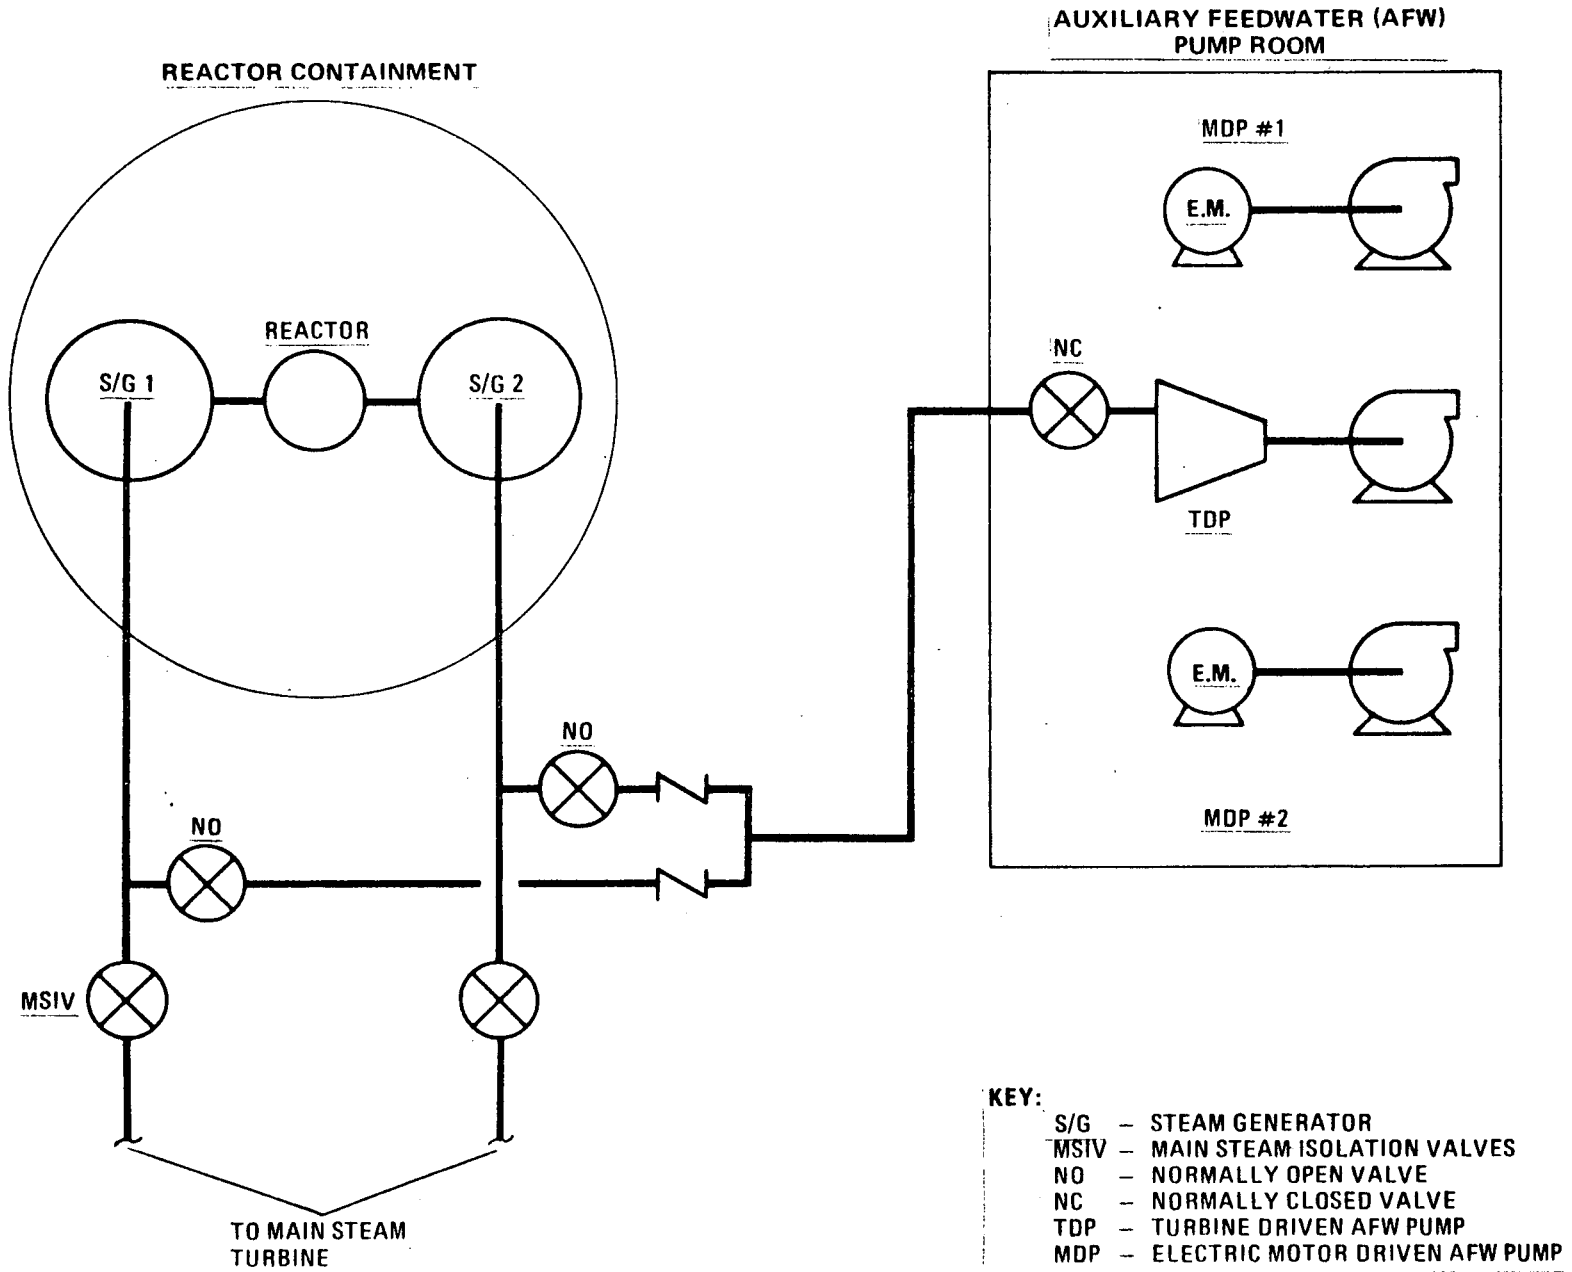 AUXILIARY FEEDWATER (AFW)
PUMP ROOM
REACTOR CONTAINMENT
MDP #1
E.M.
REACTOR
S/G 1
S/G 2
NC
TDP
E.M.
NO
MDP #2
NO
MSIV
KEY:
S/G – STEAM GENERATOR
MSIV – MAIN STEAM ISOLATION VALVES
NO – NORMALLY OPEN VALVE
NC – NORMALLY CLOSED VALVE
TDP – TURBINE DRIVEN AFW PUMP
MDP – ELECTRIC MOTOR DRIVEN AFW PUMP
TO MAIN STEAM
TURBINE